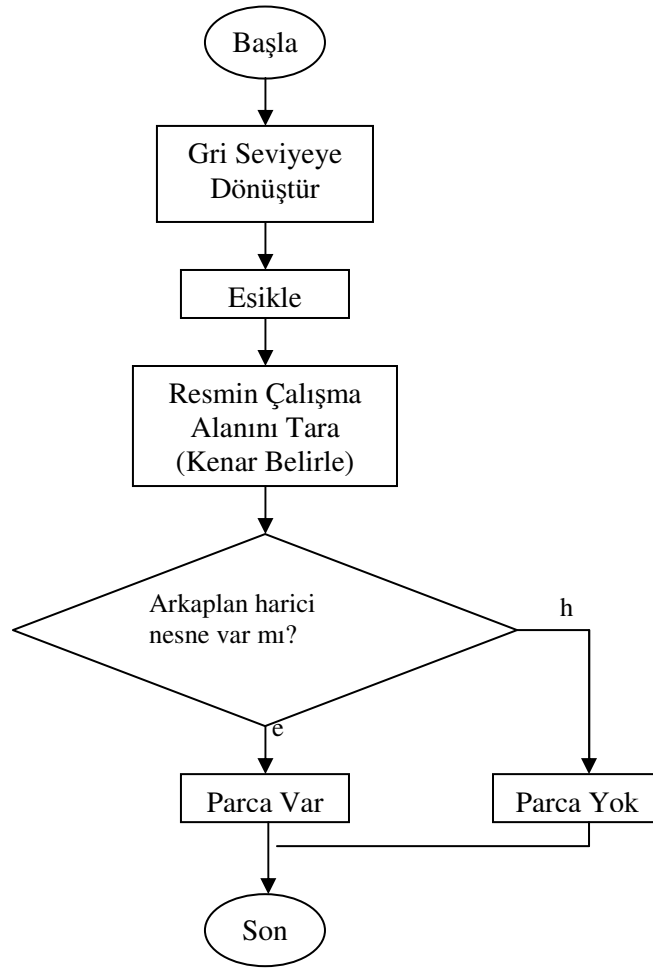 Başla
Gri Seviyeye
Dönüştür
Esikle
Resmin Çalışma
Alanını Tara
(Kenar Belirle)
Arkaplan harici
nesne var mı?
h
e
Parca Var
Parca Yok
Son